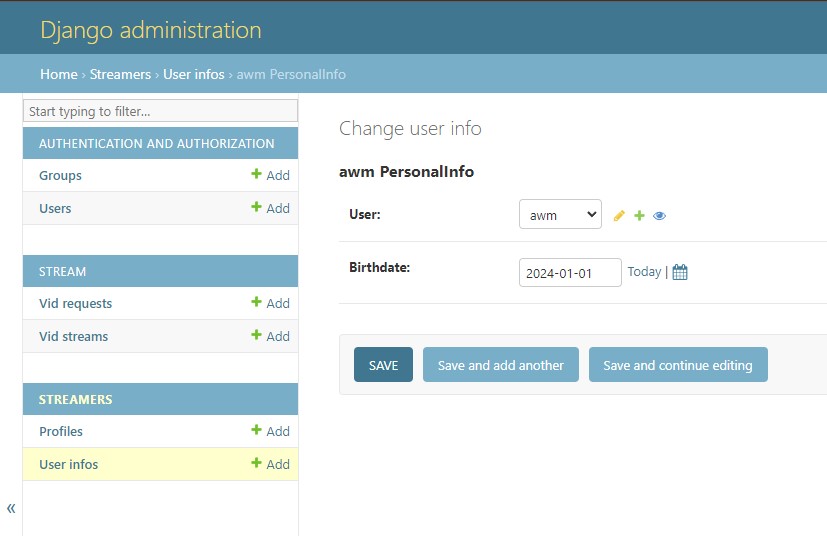 Django administration
Home › Streamers › User infos › awm PersonalInfo
Start typing to filter...
AUTHENTICATION AND AUTHORIZATION
Groups + Add
Users + Add
STREAM
Vid requests + Add
Vid streams + Add
STREAMERS
Profiles + Add
User infos + Add
«
Change user info
awm PersonalInfo
User: awm
Birthdate: 2024-01-01 Today |
SAVE Save and add another Save and continue editing